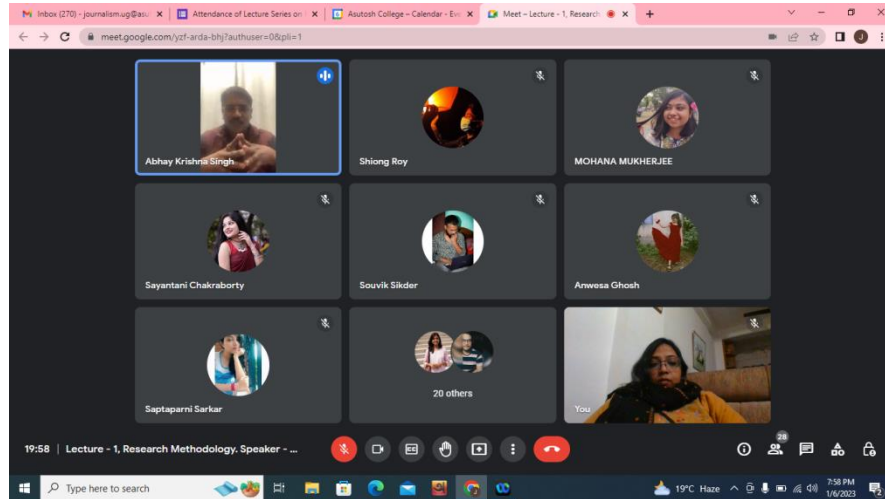 Inbox (270) - journalism.ug@asu
Attendance of Lecture Series on
Asutosh College – Calendar - Eve
Meet – Lecture - 1, Research
meet.google.com/yzf-arda-bhj?authuser=0&pli=1
J
Abhay Krishna Singh
Shiong Roy
MOHANA MUKHERJEE
Sayantani Chakraborty
Souvik Sikder
Anwesa Ghosh
Saptaparni Sarkar
20 others
You
19:58 | Lecture - 1, Research Methodology. Speaker - ...
28
Type here to search
19°C Haze
7:58 PM
1/6/2023